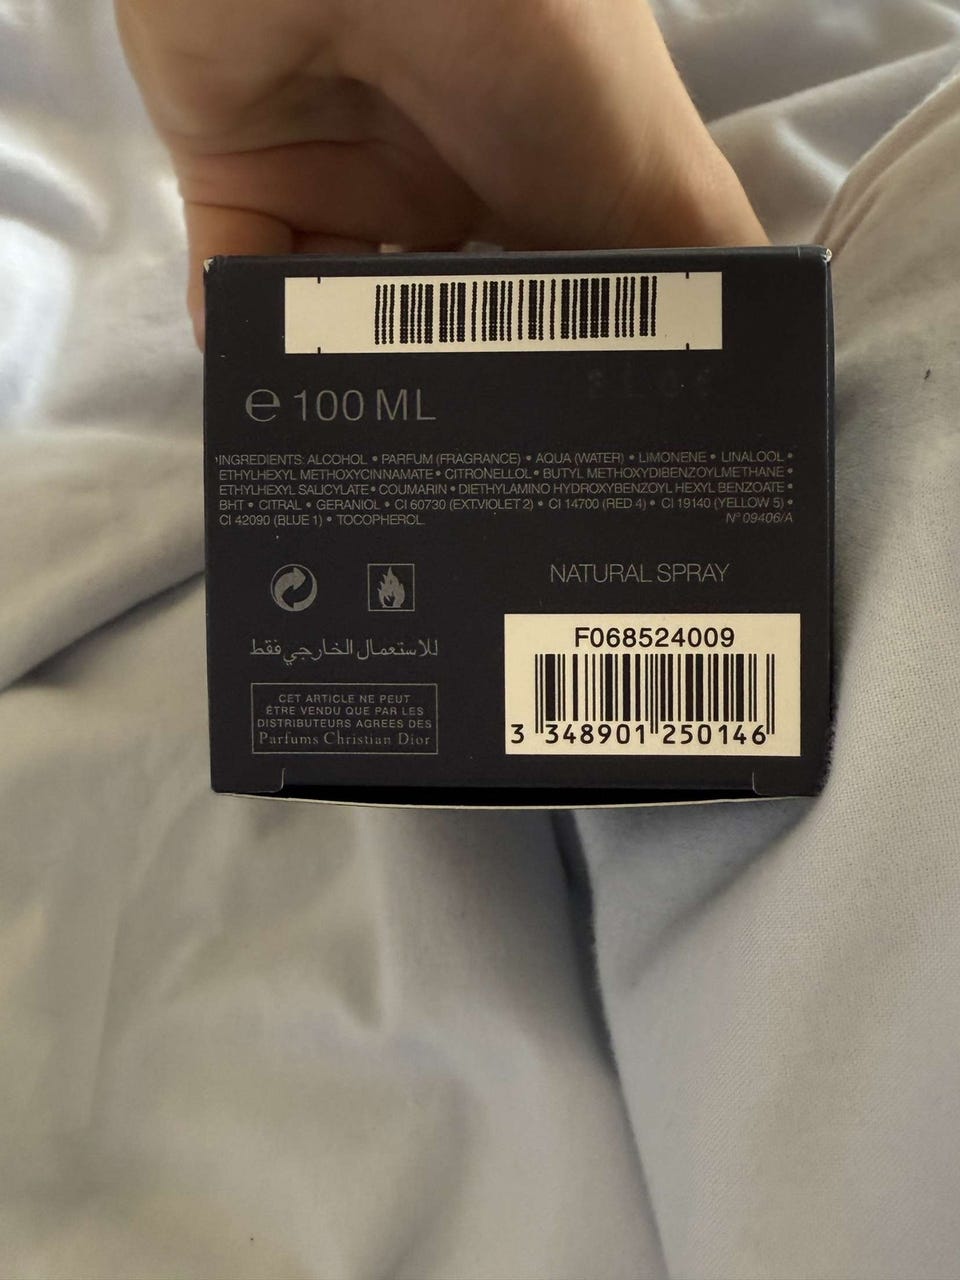 e 100 ML
INGREDIENTS: ALCOHOL • PARFUM (FRAGRANCE) • AQUA (WATER) • LIMONENE • LINALOOL •
ETHYLHEXYL METHOXYCINNAMATE • CITRONELLOL • BUTYL METHOXYDIBENZOYLMETHANE •
ETHYLHEXYL SALICYLATE • COUMARIN • DIETHYLAMINO HYDROXYBENZOYL HEXYL BENZOATE •
BHT • CITRAL • GERANIOL • CI 60730 (EXT.VIOLET 2) • CI 14700 (RED 4) • CI 19140 (YELLOW 5) •
CI 42090 (BLUE 1) • TOCOPHEROL. N° 09406/A
NATURAL SPRAY
للاستعمال الخارجي فقط
CET ARTICLE NE PEUT
ÊTRE VENDU QUE PAR LES
DISTRIBUTEURS AGREES DES
Parfums Christian Dior
F068524009
3 348901 250146